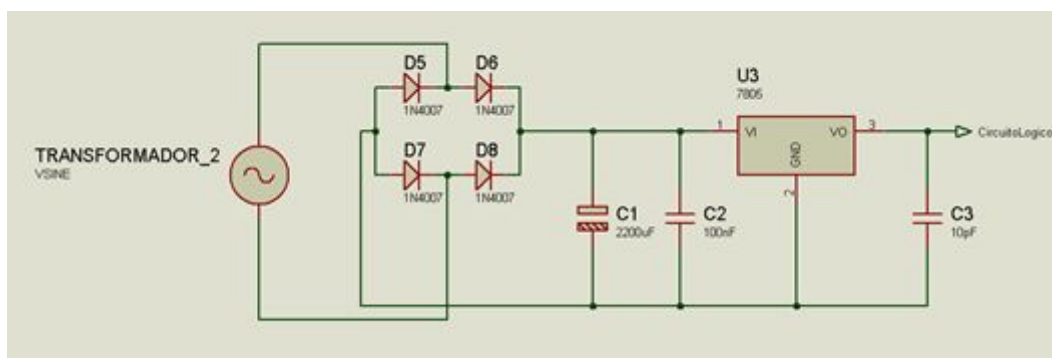 D5
D6
1N4007
1N4007
U3
7805
1
VI
VO
3
CircuitoLogico
GND
2
TRANSFORMADOR_2
VSINE
D7
D8
1N4007
1N4007
C1
2200uF
C2
100nF
C3
10pF